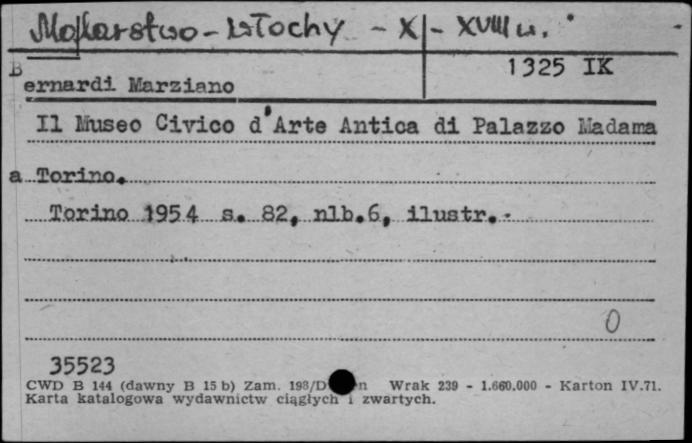 Malarstwo - Włochy - X - XVIII w.
1325 IK
Bernardi Marziano
Il Museo Civico d'Arte Antica di Palazzo Madama
a Torino.
Torino 1954 s. 82, nlb.6, ilustr.
0
35523
CWD B 144 (dawny B 15 b) Zam. 198/D n Wrak 239 - 1.660.000 - Karton IV.71.
Karta katalogowa wydawnictw ciągłych i zwartych.